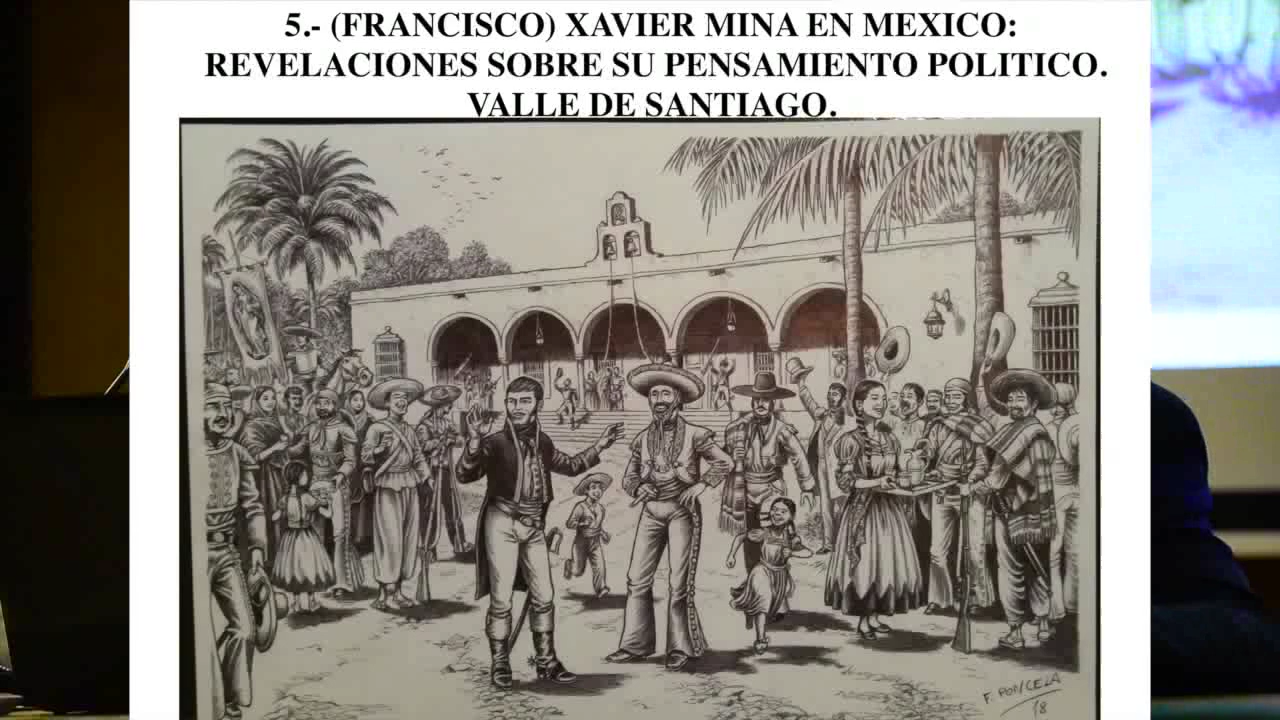 5.- (FRANCISCO) XAVIER MINA EN MEXICO:
REVELACIONES SOBRE SU PENSAMIENTO POLITICO.
VALLE DE SANTIAGO.
F. PONCELA
18